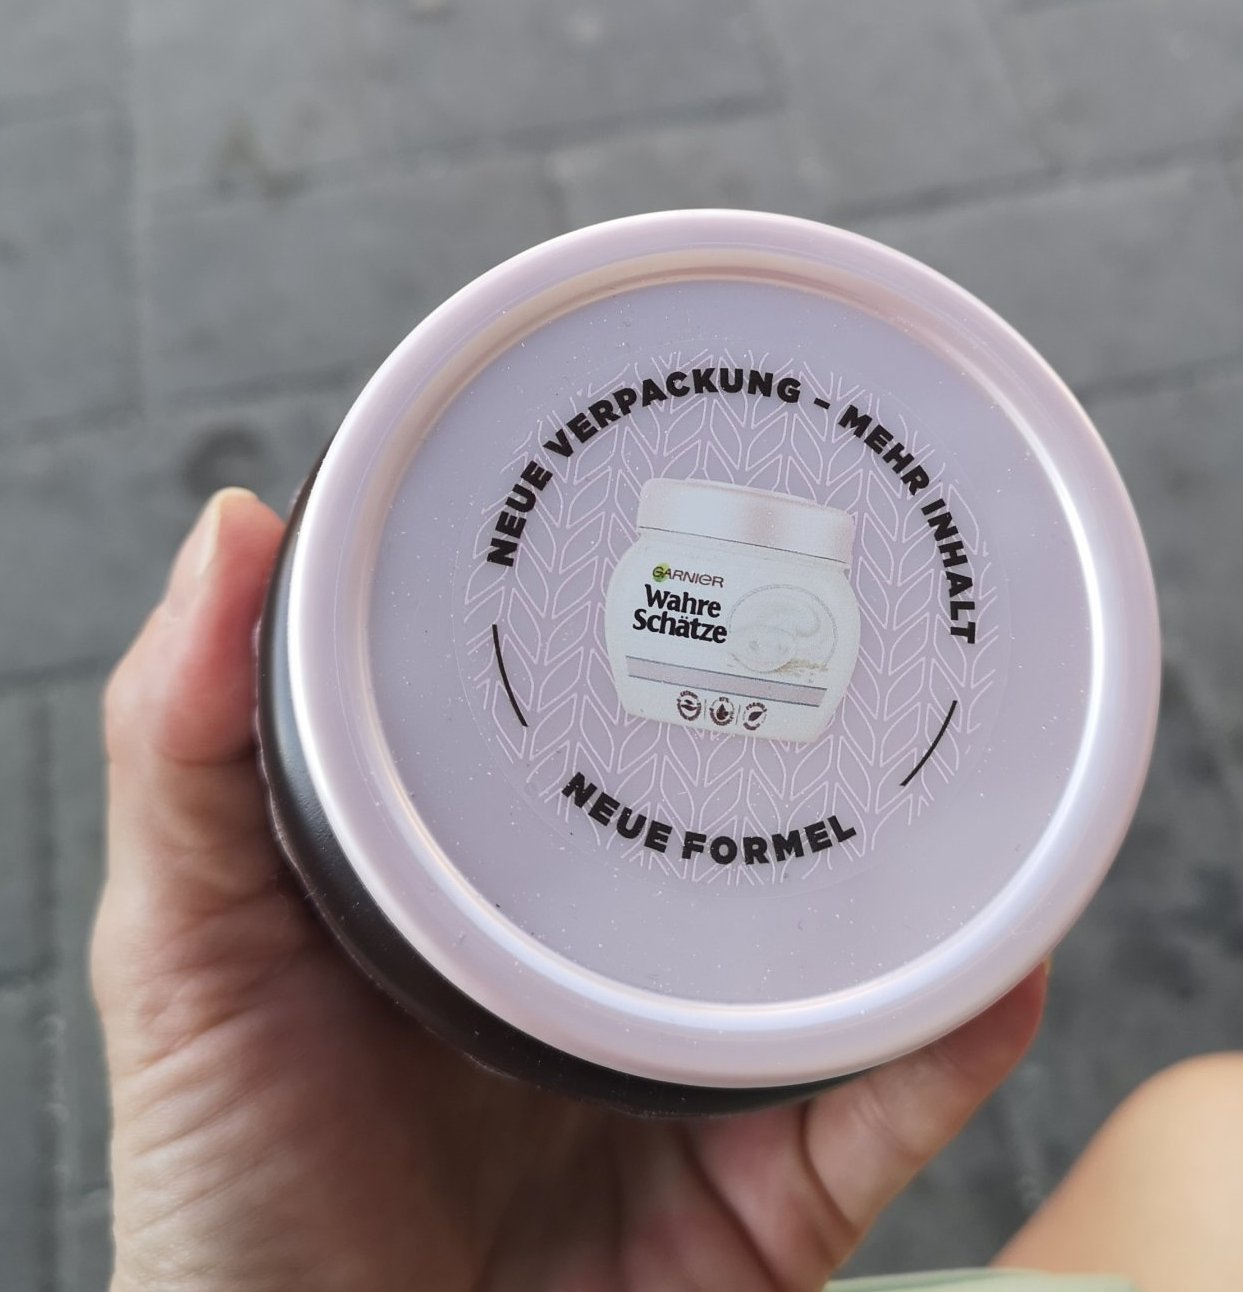 NEUE VERPACKUNG – MEHR INHALT
GARNIER
Wahre
Schätze
NEUE FORMEL